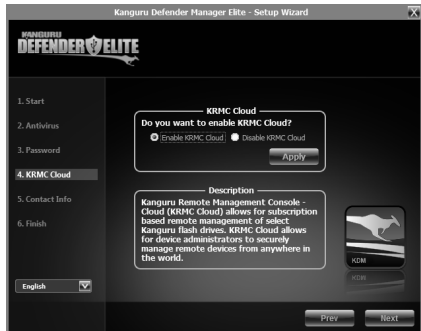 Kanguru Defender Manager Elite - Setup Wizard
X
KANGURU
DEFENDER ELITE
1. Start
2. Antivirus
3. Password
4. KRMC Cloud
5. Contact Info
6. Finish
English
KRMC Cloud
Do you want to enable KRMC Cloud?
Enable KRMC Cloud Disable KRMC Cloud
Apply
Description
Kanguru Remote Management Console -
Cloud (KRMC Cloud) allows for subscription
based remote management of select
Kanguru flash drives. KRMC Cloud allows
for device administrators to securely
manage remote devices from anywhere in
the world.
KDM
KDM
Prev Next